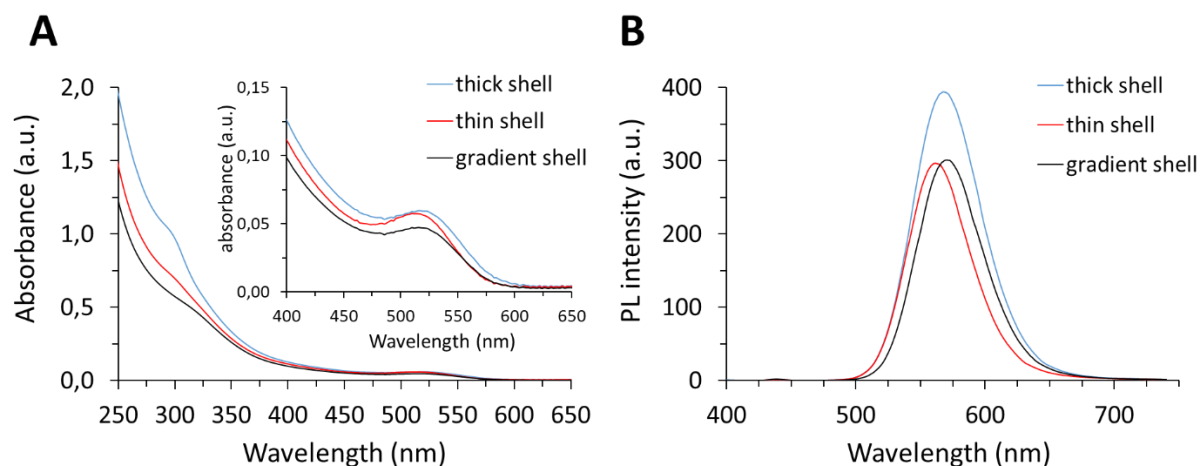 A
B
Absorbance (a.u.)
2,0
1,5
1,0
0,5
0,0
250 300 350 400 450 500 550 600 650
Wavelength (nm)
absorbance (a.u.)
0,15
0,10
0,05
0,00
400 450 500 550 600 650
Wavelength (nm)
thick shell
thin shell
gradient shell
PL intensity (a.u.)
400
300
200
100
0
400 500 600 700
Wavelength (nm)
thick shell
thin shell
gradient shell